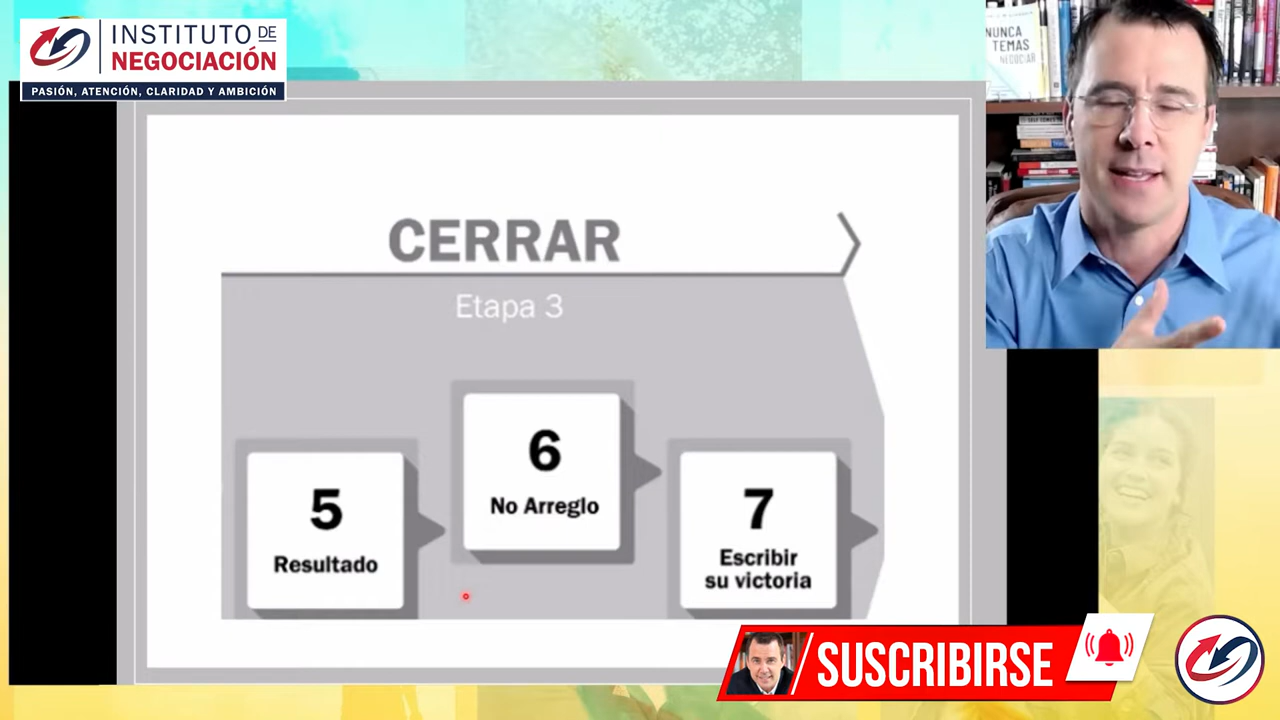 INSTITUTO DE
NEGOCIACIÓN
PASIÓN, ATENCIÓN, CLARIDAD Y AMBICIÓN
NUNCA
TEMAS
NEGOCIAR
CERRAR
Etapa 3
5
Resultado
6
No Arreglo
7
Escribir
su victoria
SUSCRIBIRSE